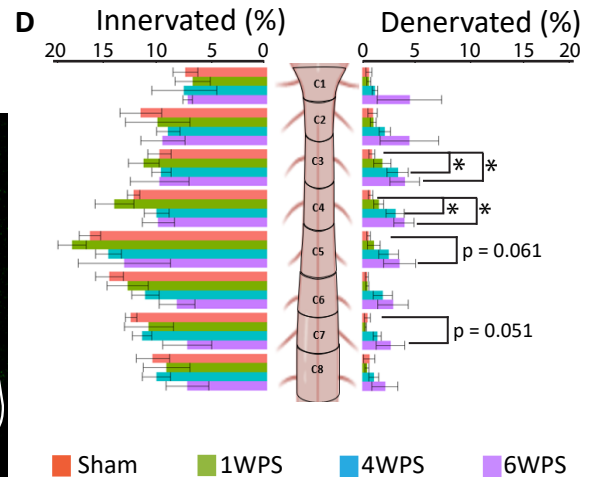 D Innervated (%) Denervated (%)
20 15 10 5 0 0 5 10 15 20
C1
C2
C3
* *
C4
* *
C5
p = 0.061
C6
C7
p = 0.051
C8
Sham 1WPS 4WPS 6WPS